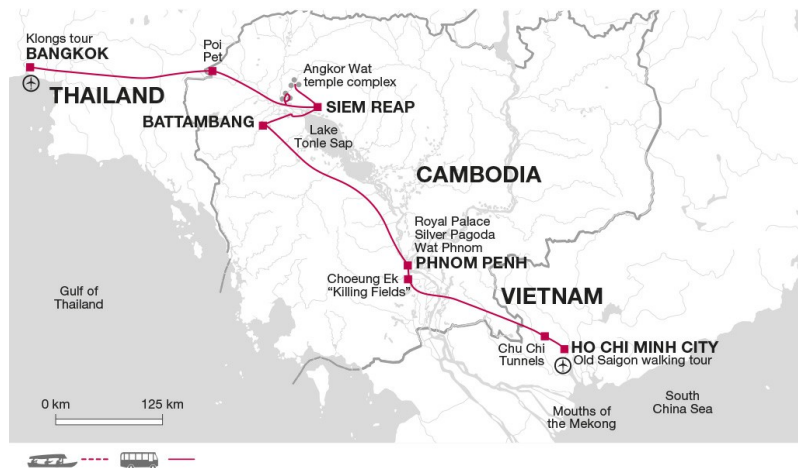 Klongs tour
BANGKOK
THAILAND
Poi
Pet
Angkor Wat
temple complex
SIEM REAP
BATTAMBANG
Lake
Tonle Sap
CAMBODIA
Royal Palace
Silver Pagoda
Wat Phnom
PHNOM PENH
Choeung Ek
"Killing Fields"
Gulf of
Thailand
VIETNAM
Chu Chi
Tunnels
HO CHI MINH CITY
Old Saigon walking tour
South
China Sea
Mouths of
the Mekong
0 km 125 km